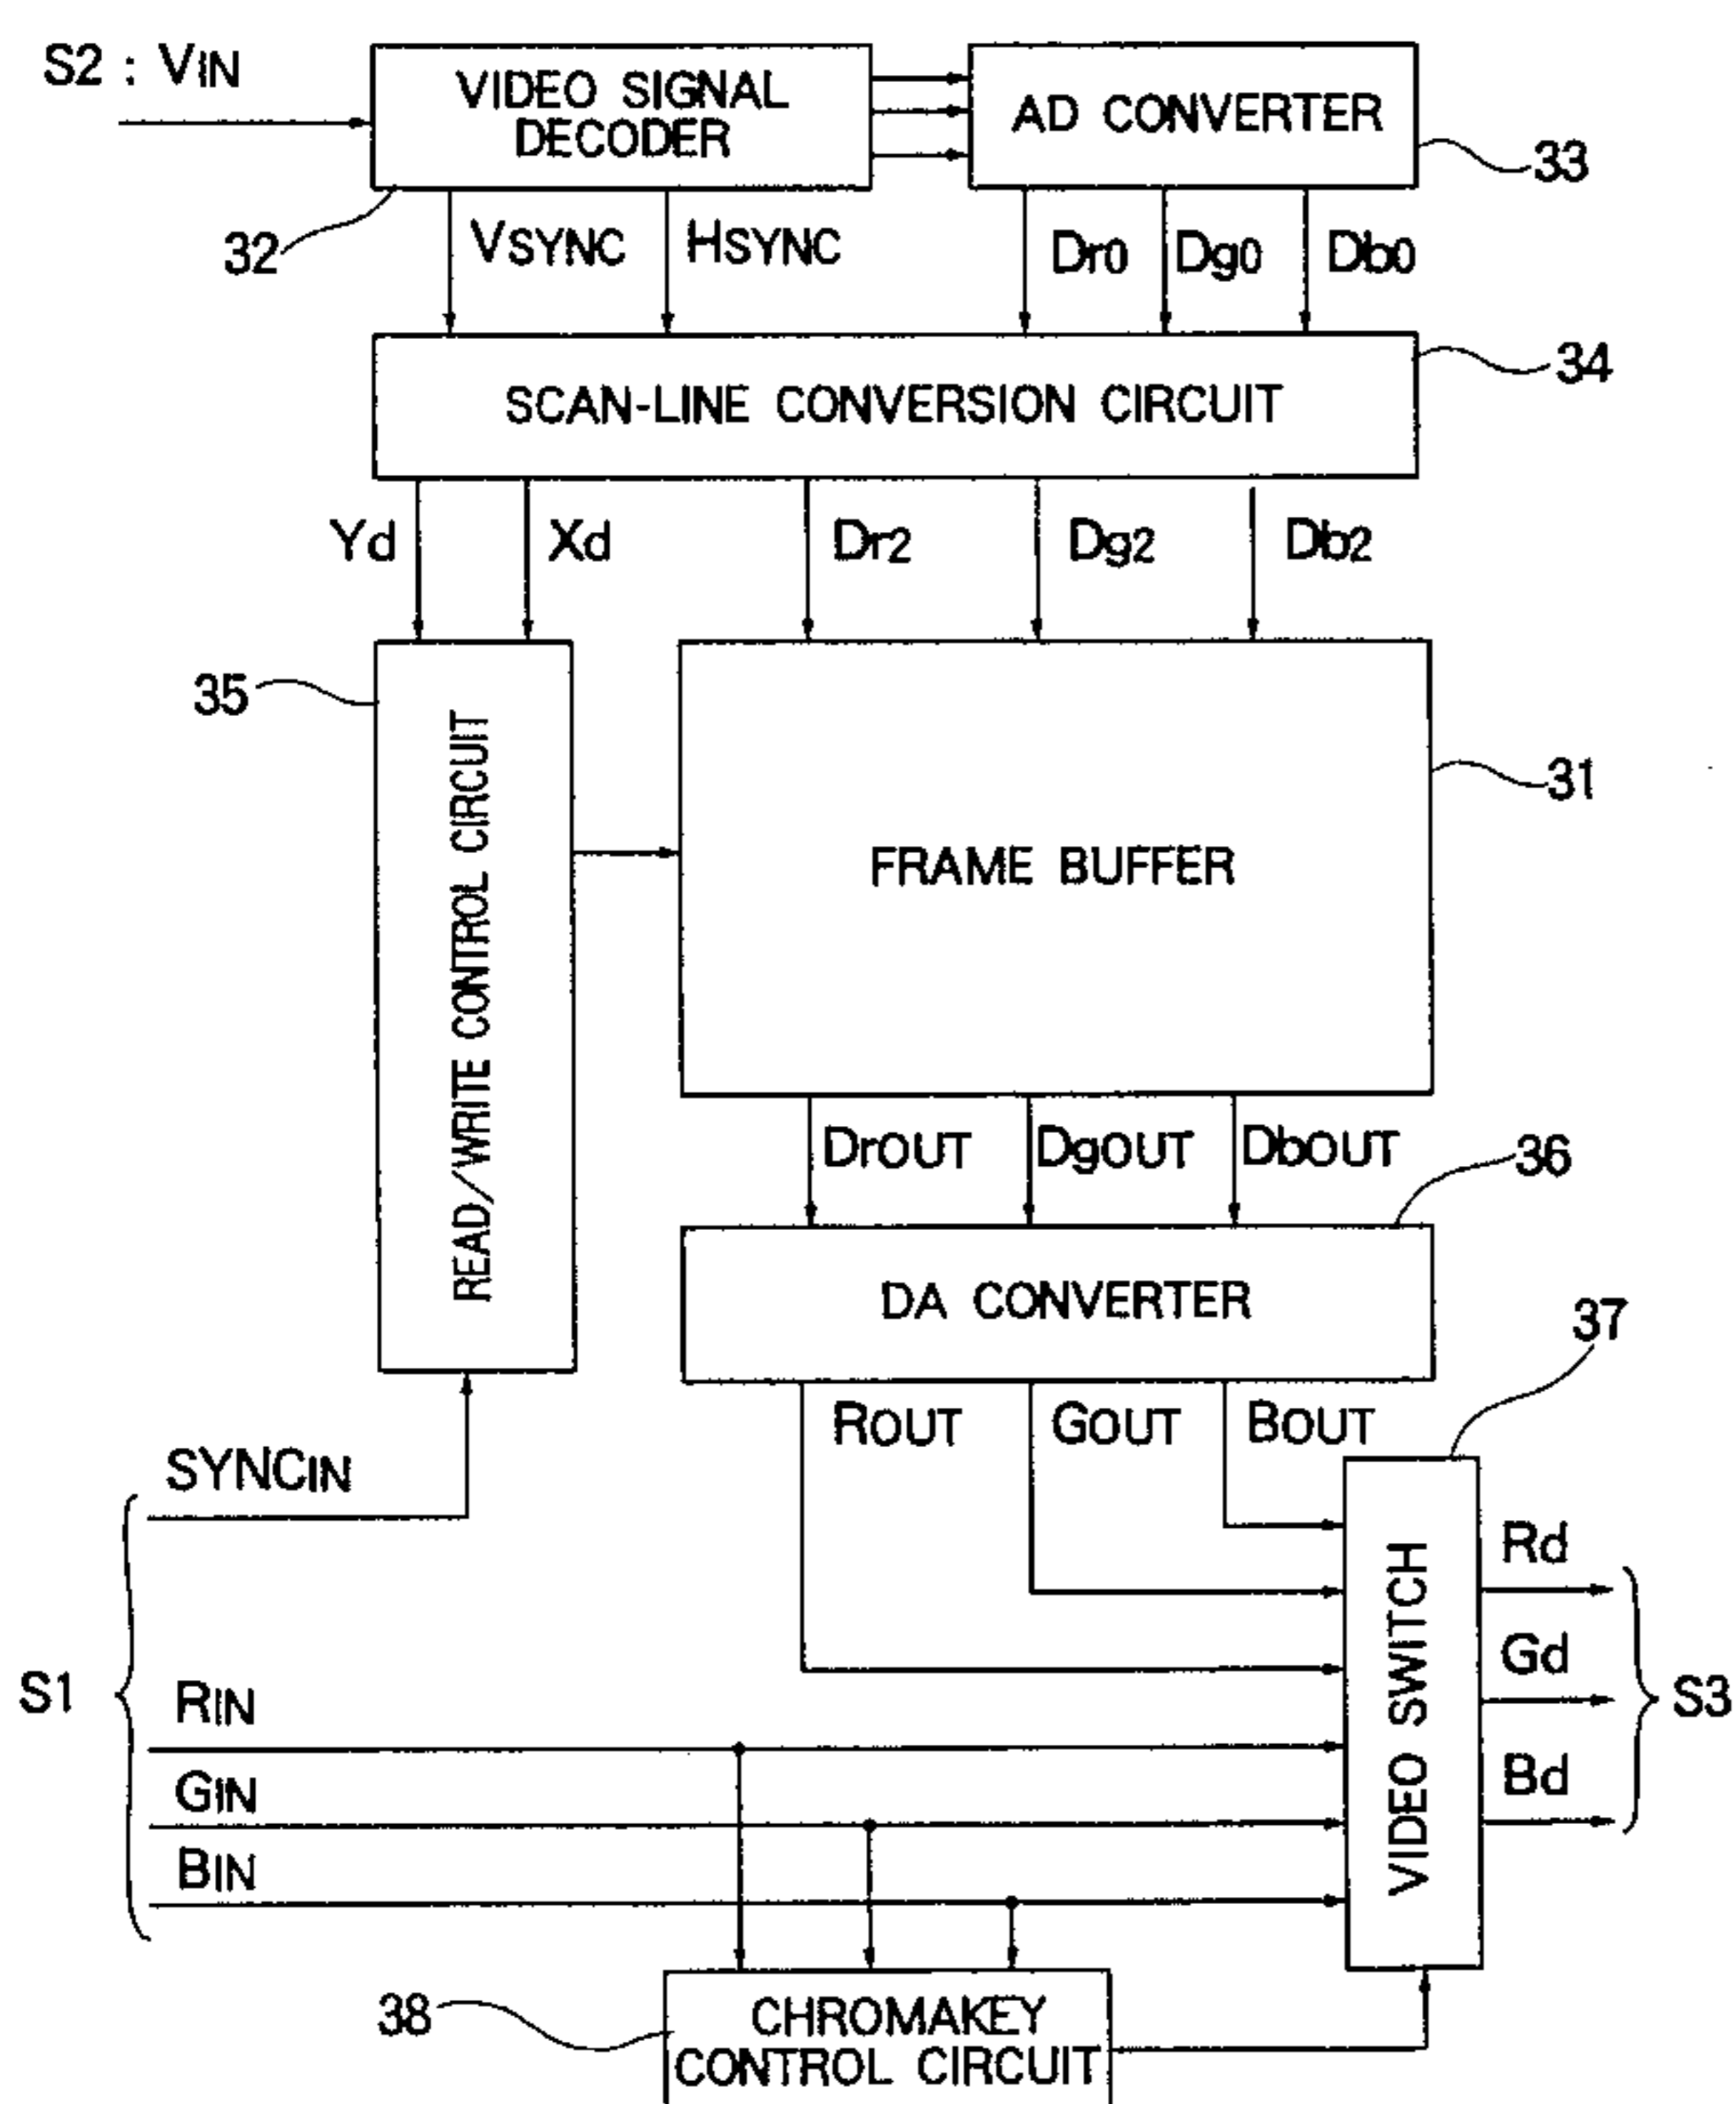 S2 : VIN
VIDEO SIGNAL
DECODER
AD CONVERTER
33
32
VSYNC
HSYNC
Dr0
Dg0
Db0
34
SCAN-LINE CONVERSION CIRCUIT
Yd
Xd
Dr2
Dg2
Db2
35
READ/WRITE CONTROL CIRCUIT
31
FRAME BUFFER
DrOUT
DgOUT
DbOUT
36
DA CONVERTER
37
ROUT
GOUT
BOUT
SYNCIN
VIDEO SWITCH
Rd
Gd
Bd
S3
S1
RIN
GIN
BIN
38
CHROMAKEY
CONTROL CIRCUIT